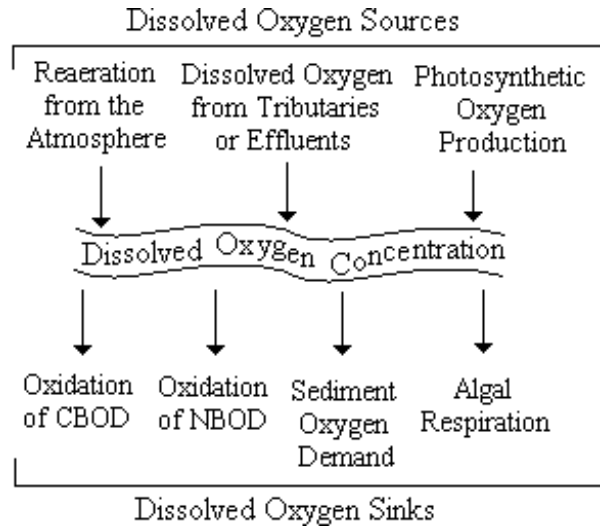 Dissolved Oxygen Sources
Reaeration
from the
Atmosphere
Dissolved Oxygen
from Tributaries
or Effluents
Photosynthetic
Oxygen
Production
Dissolved Oxygen Concentration
Oxidation
of CBOD
Oxidation
of NBOD
Sediment
Oxygen
Demand
Algal
Respiration
Dissolved Oxygen Sinks